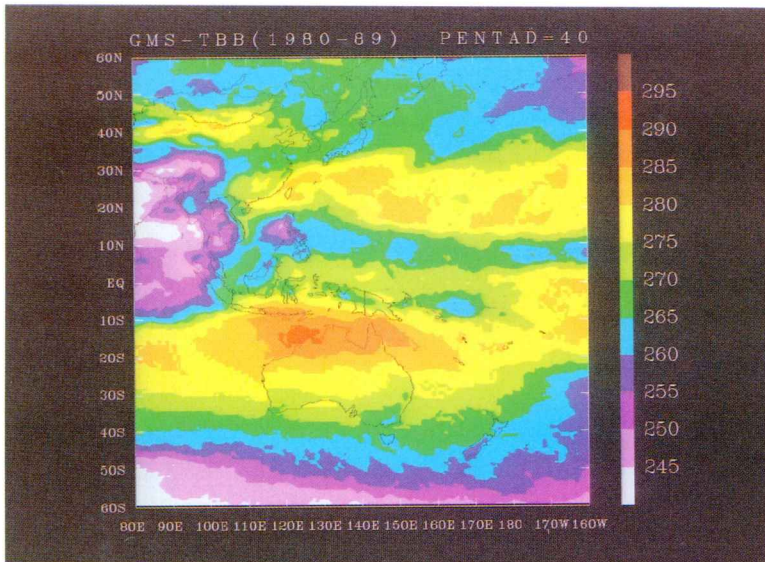 GMS-TBB(1980-89) PENTAD=40
60N
50N
40N
30N
20N
10N
EQ
10S
20S
30S
40S
50S
60S
80E 90E 100E 110E 120E 130E 140E 150E 160E 170E 180 170W 160W
295
290
285
280
275
270
265
260
255
250
245